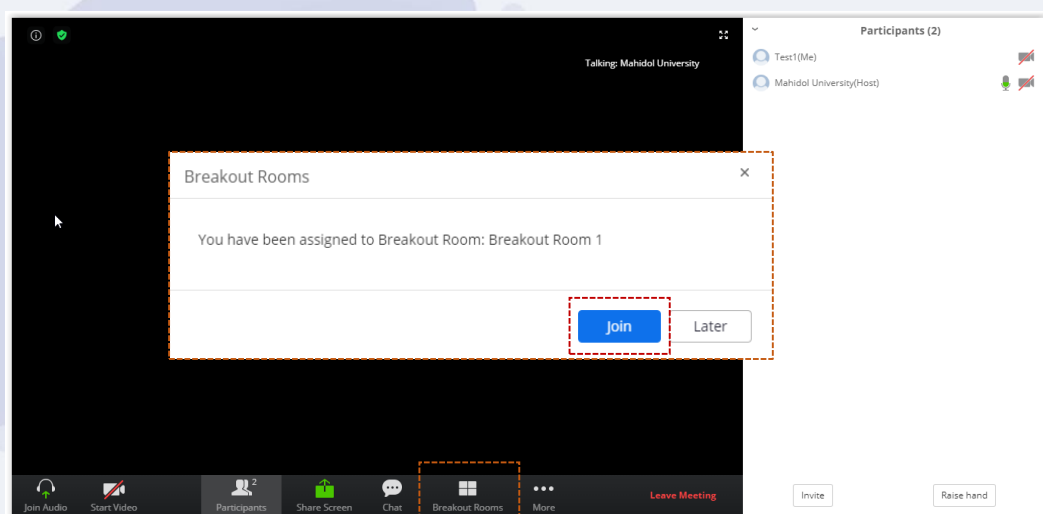 Participants (2)
Talking: Mahidol University
Test1(Me)
Mahidol University(Host)
Breakout Rooms
You have been assigned to Breakout Room: Breakout Room 1
Join
Later
Join Audio
Start Video
2
Participants
Share Screen
Chat
Breakout Rooms
More
Leave Meeting
Invite
Raise hand